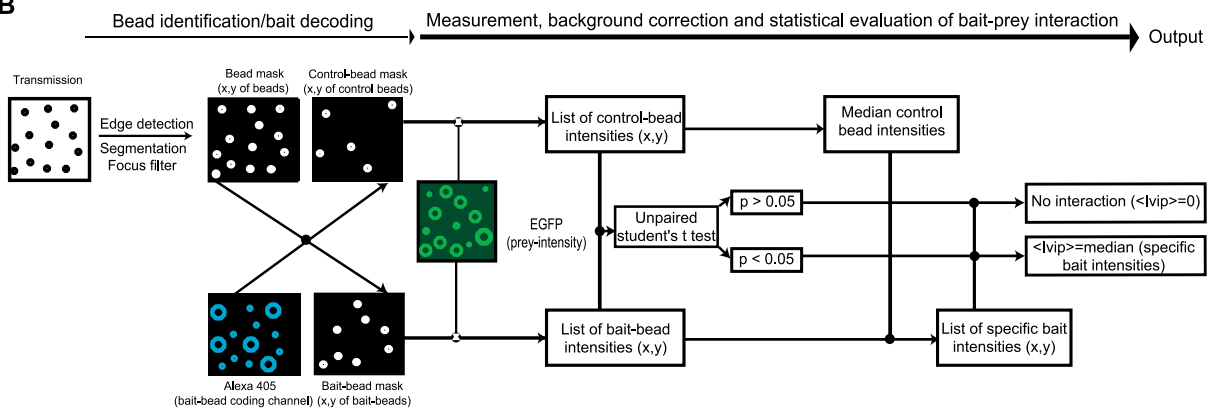 B
Bead identification/bait decoding
Measurement, background correction and statistical evaluation of bait-prey interaction
Output
Transmission
Edge detection
Segmentation
Focus filter
Bead mask
(x,y of beads)
Control-bead mask
(x,y of control beads)
Alexa 405
(bait-bead coding channel)
Bait-bead mask
(x,y of bait-beads)
EGFP
(prey-intensity)
List of control-bead
intensities (x,y)
Median control
bead intensities
Unpaired
student's t test
p > 0.05
p < 0.05
No interaction (<Ivip>=0)
<Ivip>=median (specific
bait intensities)
List of bait-bead
intensities (x,y)
List of specific bait
intensities (x,y)